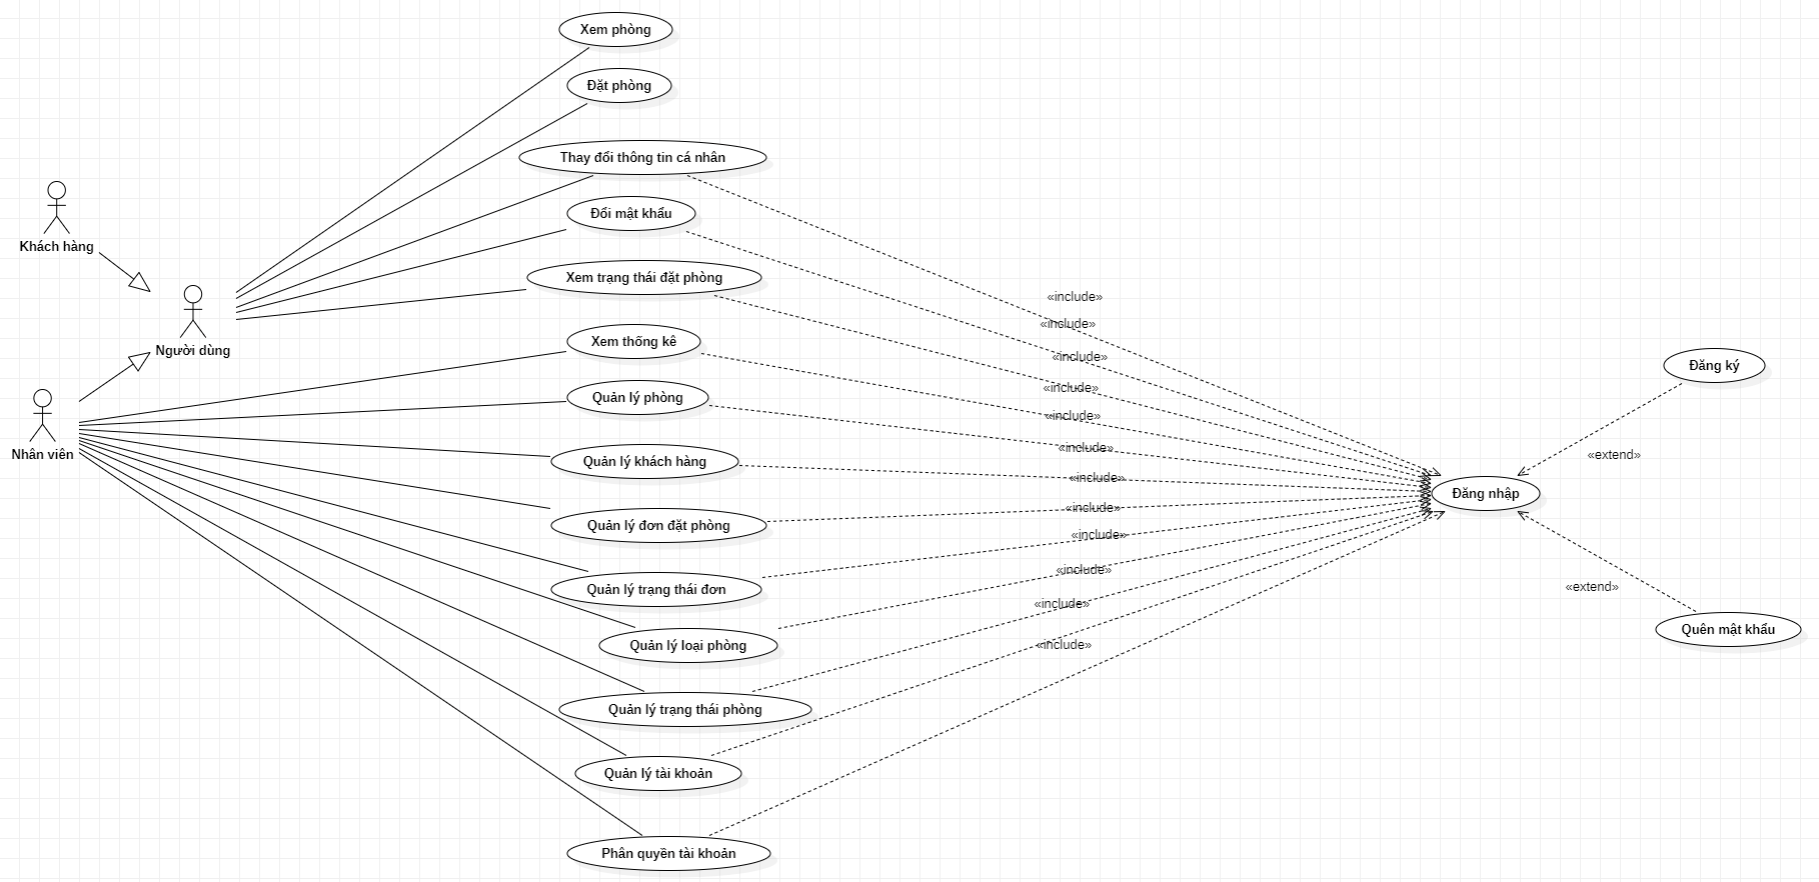 Xem phòng
Đặt phòng
Thay đổi thông tin cá nhân
Khách hàng
Đổi mật khẩu
Xem trạng thái đặt phòng
Người dùng
Xem thống kê
Quản lý phòng
Nhân viên
Quản lý khách hàng
Quản lý đơn đặt phòng
Quản lý trạng thái đơn
Quản lý loại phòng
Quản lý trạng thái phòng
Quản lý tài khoản
Phân quyền tài khoản
«include»
«include»
«include»
«include»
«include»
«include»
«include»
«include»
«include»
«include»
«include»
«include»
Đăng ký
«extend»
Đăng nhập
«extend»
Quên mật khẩu